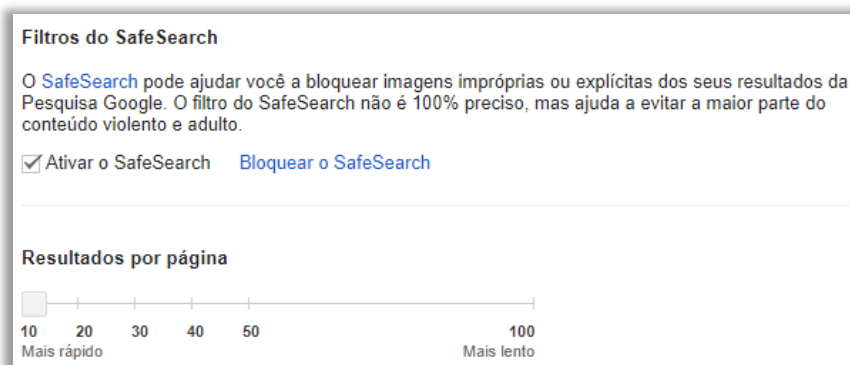 Filtros do SafeSearch
O SafeSearch pode ajudar você a bloquear imagens impróprias ou explícitas dos seus resultados da
Pesquisa Google. O filtro do SafeSearch não é 100% preciso, mas ajuda a evitar a maior parte do
conteúdo violento e adulto.
Ativar o SafeSearch Bloquear o SafeSearch
Resultados por página
10 20 30 40 50 100
Mais rápido Mais lento